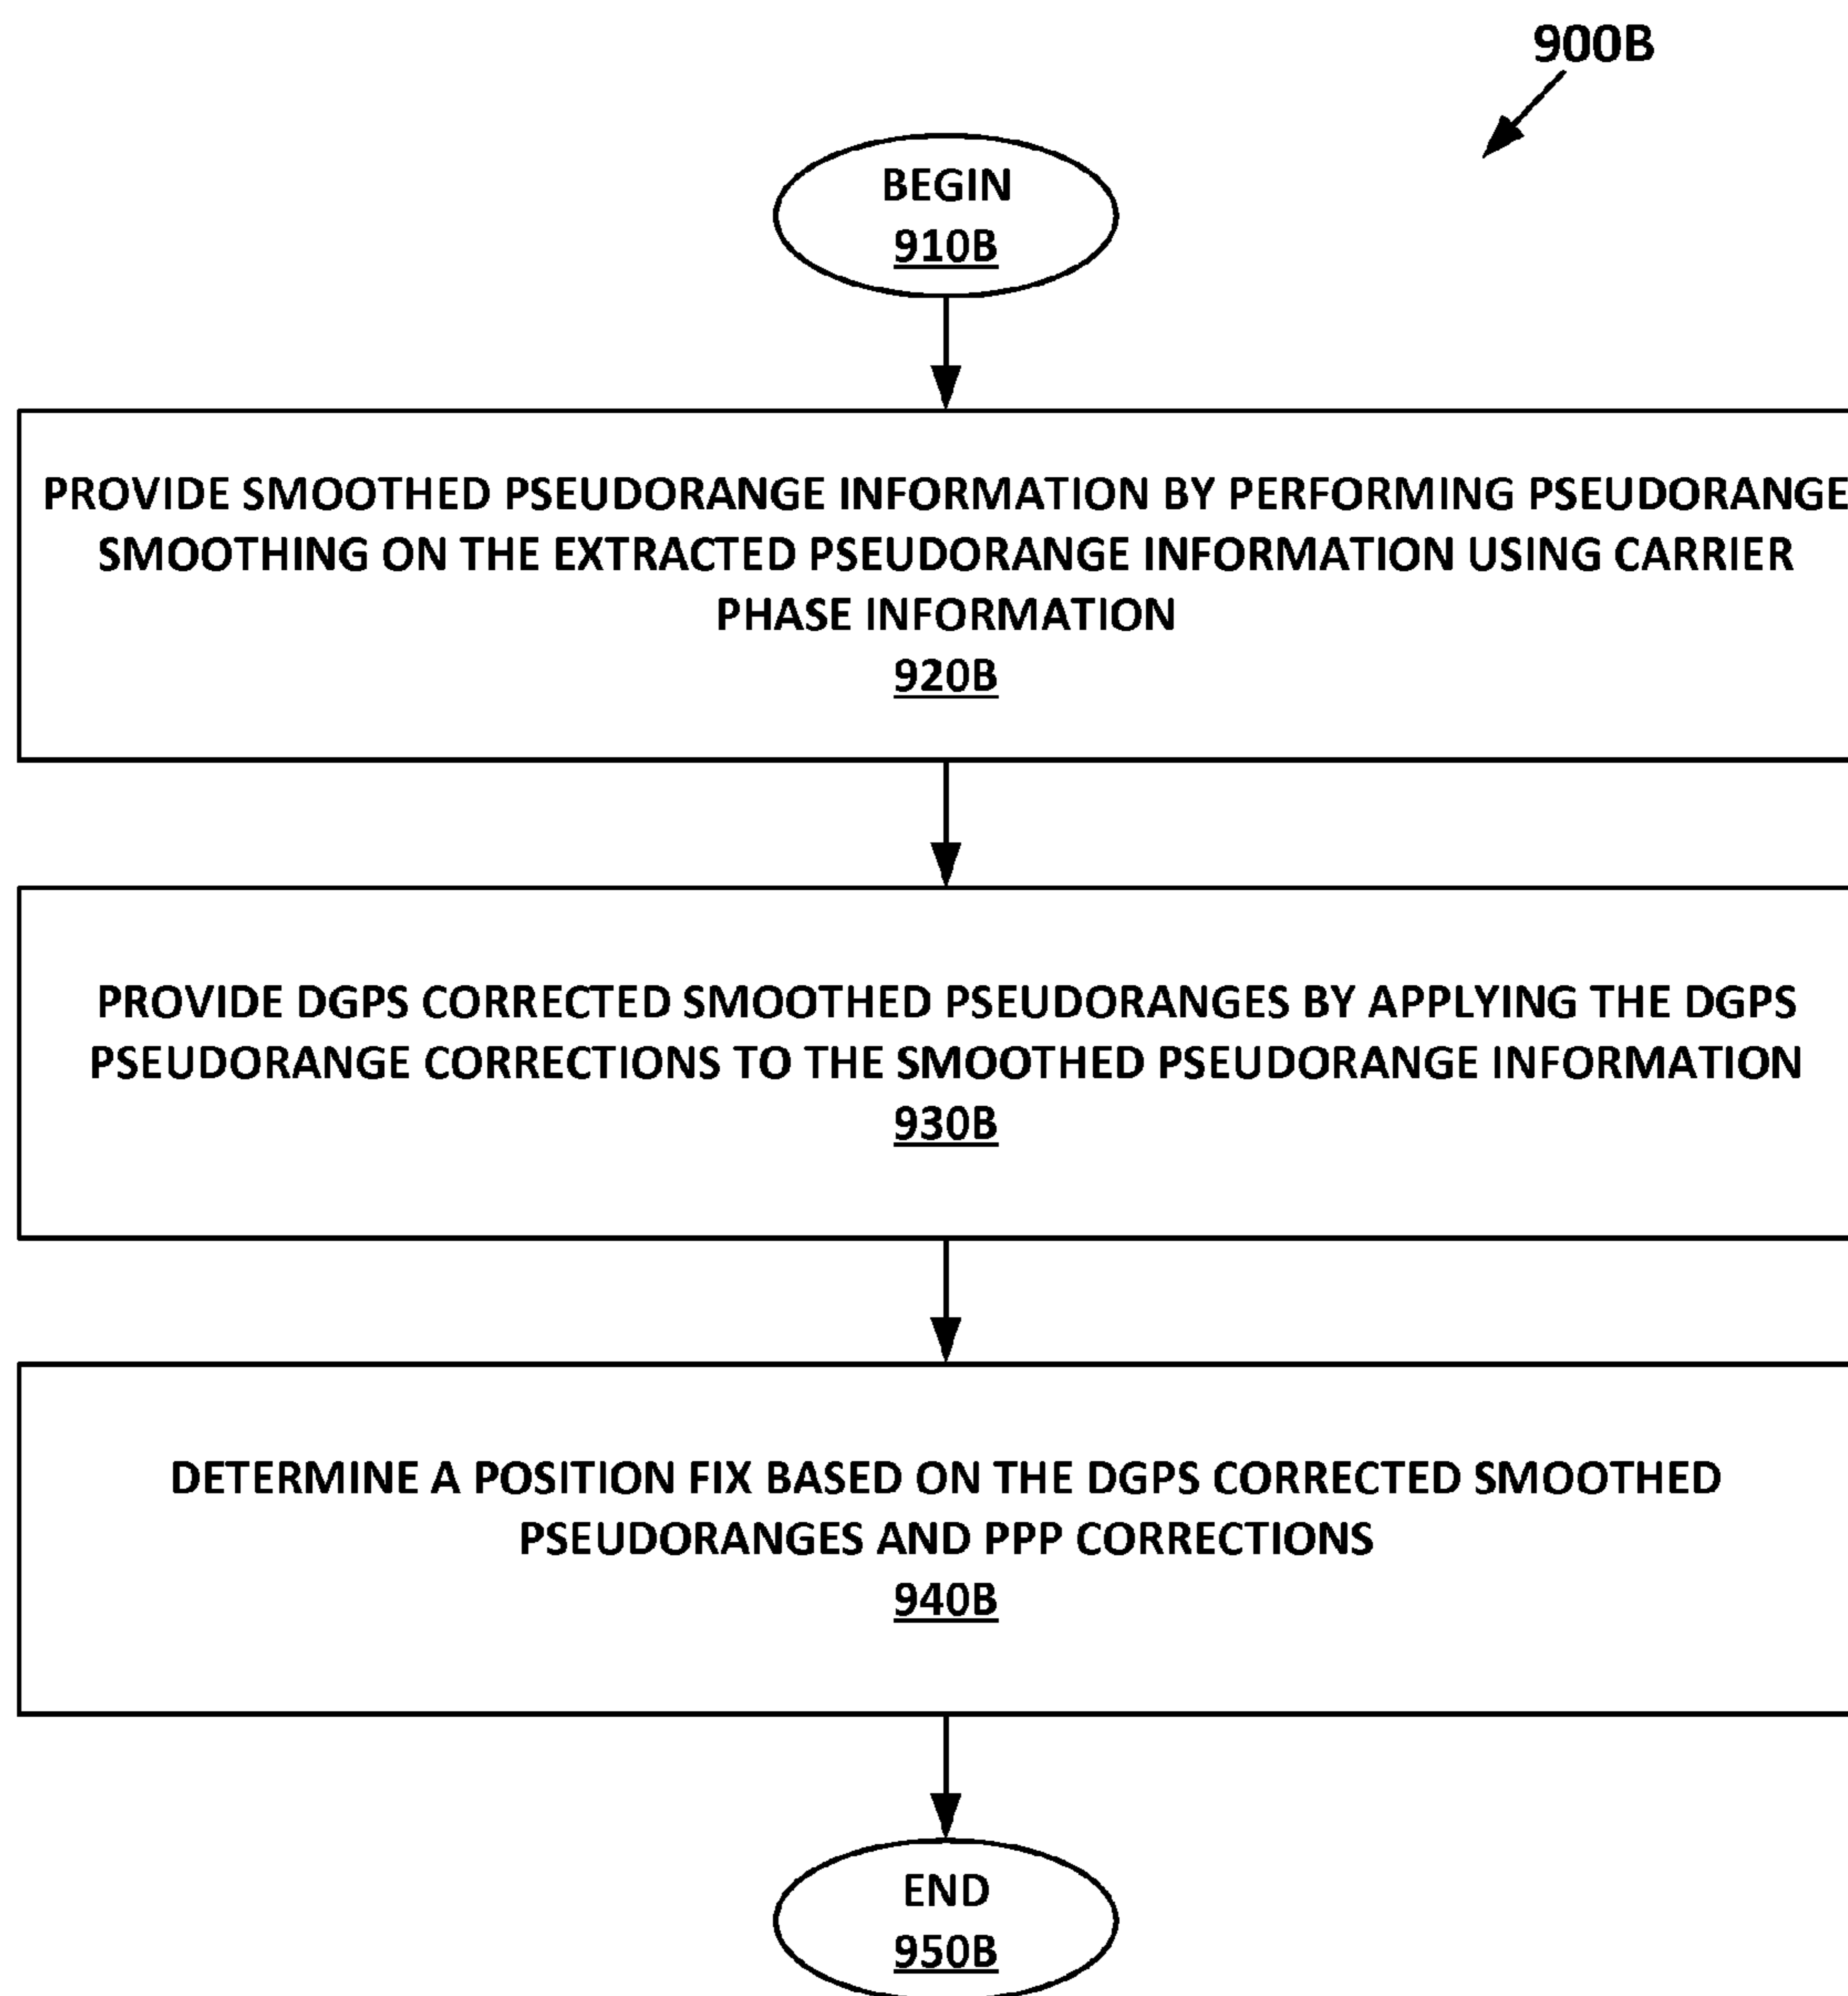 900B
BEGIN
910B
PROVIDE SMOOTHED PSEUDORANGE INFORMATION BY PERFORMING PSEUDORANGE
SMOOTHING ON THE EXTRACTED PSEUDORANGE INFORMATION USING CARRIER
PHASE INFORMATION
920B
PROVIDE DGPS CORRECTED SMOOTHED PSEUDORANGES BY APPLYING THE DGPS
PSEUDORANGE CORRECTIONS TO THE SMOOTHED PSEUDORANGE INFORMATION
930B
DETERMINE A POSITION FIX BASED ON THE DGPS CORRECTED SMOOTHED
PSEUDORANGES AND PPP CORRECTIONS
940B
END
950B